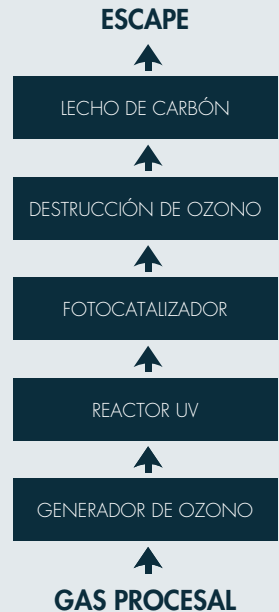 ESCAPE
LECHO DE CARBÓN
DESTRUCCIÓN DE OZONO
FOTOCATALIZADOR
REACTOR UV
GENERADOR DE OZONO
GAS PROCESAL